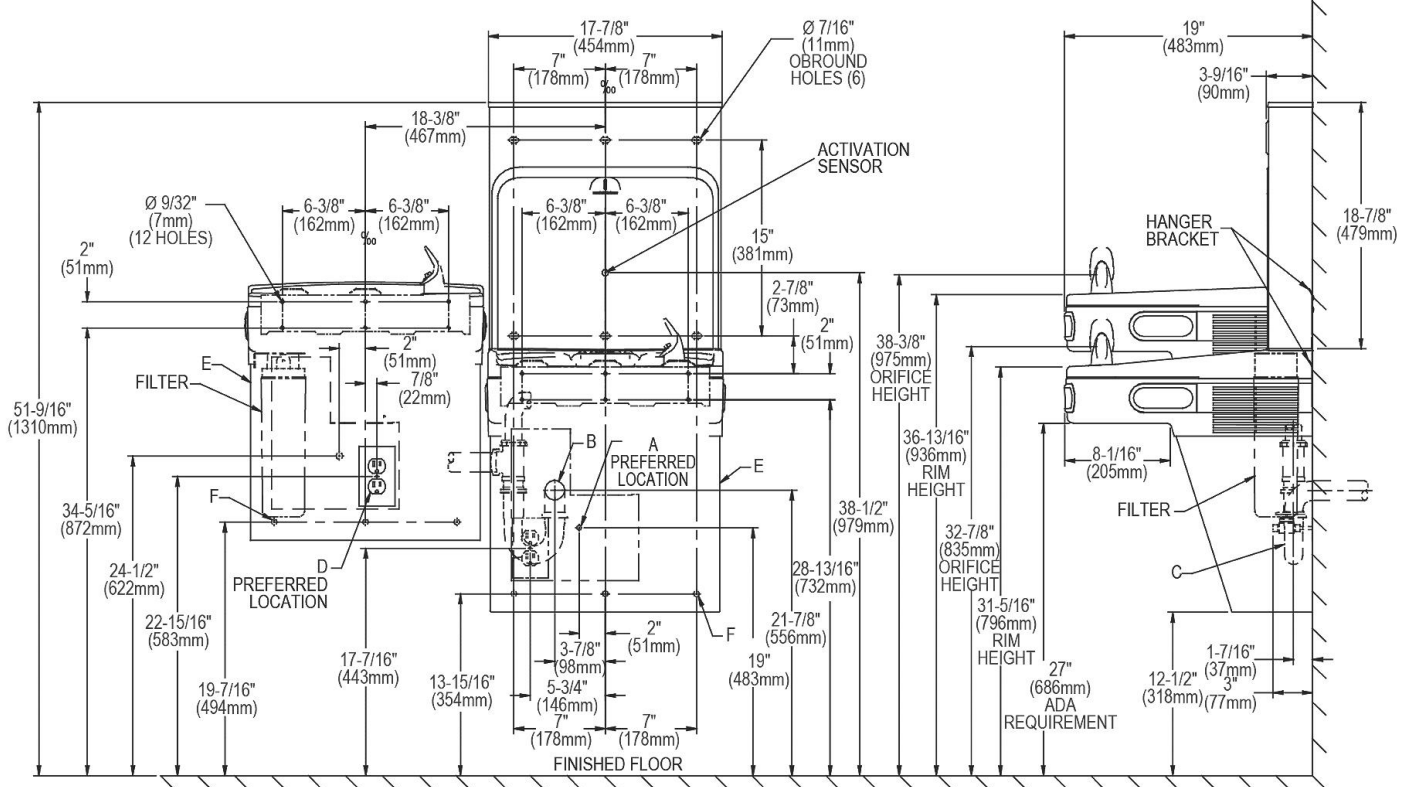 17-7/8"
(454mm)
Ø 7/16"
(11mm)
OBROUND
HOLES (6)
19"
(483mm)
7"
(178mm)
7"
(178mm)
3-9/16"
(90mm)
18-3/8"
(467mm)
ACTIVATION
SENSOR
Ø 9/32"
(7mm)
(12 HOLES)
6-3/8"
(162mm)
6-3/8"
(162mm)
6-3/8"
(162mm)
6-3/8"
(162mm)
HANGER
BRACKET
18-7/8"
(479mm)
2"
(51mm)
15"
(381mm)
2-7/8"
(73mm)
2"
(51mm)
38-3/8"
(975mm)
ORIFICE
HEIGHT
2"
(51mm)
7/8"
(22mm)
E
FILTER
51-9/16"
(1310mm)
36-13/16"
(936mm)
RIM
HEIGHT
B
A
PREFERRED
LOCATION
E
8-1/16"
(205mm)
FILTER
F
34-5/16"
(872mm)
38-1/2"
(979mm)
32-7/8"
(835mm)
ORIFICE
HEIGHT
24-1/2"
(622mm)
D
PREFERRED
LOCATION
28-13/16"
(732mm)
C
31-5/16"
(796mm)
RIM
HEIGHT
22-15/16"
(583mm)
21-7/8"
(556mm)
F
2"
(51mm)
3-7/8"
(98mm)
5-3/4"
(146mm)
17-7/16"
(443mm)
13-15/16"
(354mm)
19"
(483mm)
19-7/16"
(494mm)
27"
(686mm)
ADA
REQUIREMENT
12-1/2"
(318mm)
1-7/16"
(37mm)
3"
(77mm)
7"
(178mm)
7"
(178mm)
FINISHED FLOOR